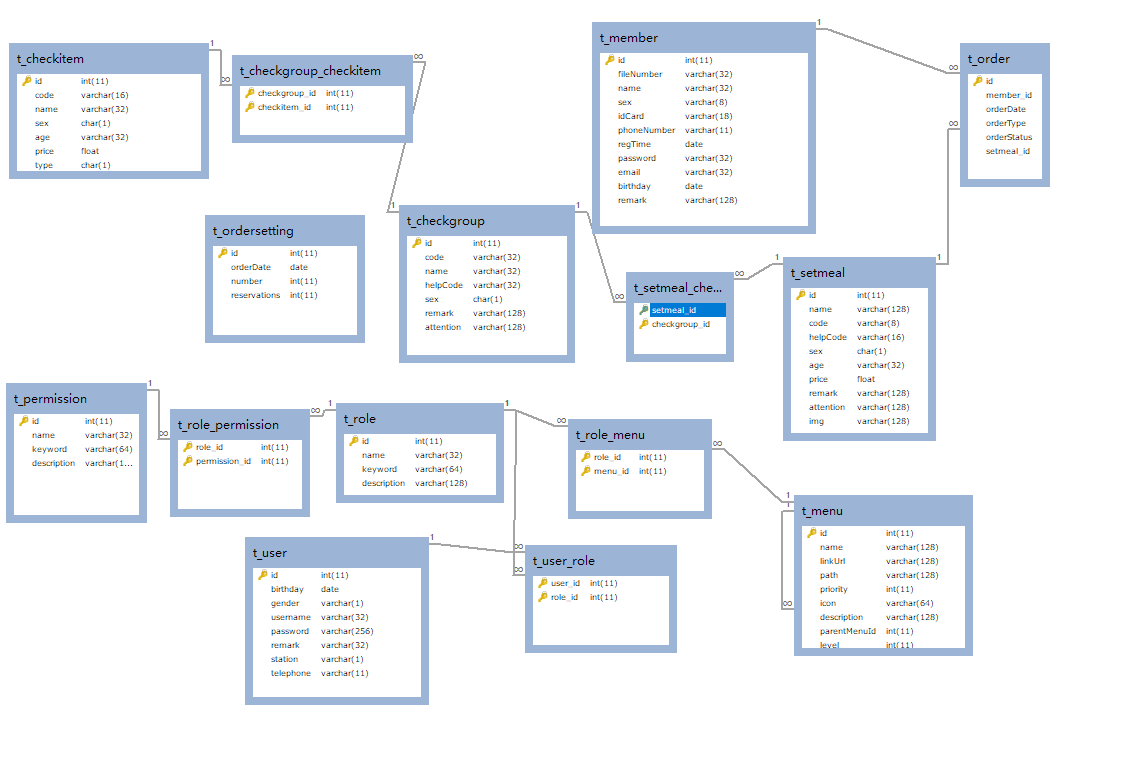 t_checkitem
id int(11)
code varchar(16)
name varchar(32)
sex char(1)
age varchar(32)
price float
type char(1)
1
∞
t_checkgroup_checkitem
checkgroup_id int(11)
checkitem_id int(11)
∞
t_member
id int(11)
fileNumber varchar(32)
name varchar(32)
sex varchar(8)
idCard varchar(18)
phoneNumber varchar(11)
regTime date
password varchar(32)
email varchar(32)
birthday date
remark varchar(128)
1
∞
t_order
id
member_id
orderDate
orderType
orderStatus
setmeal_id
∞
t_ordersetting
id int(11)
orderDate date
number int(11)
reservations int(11)
1
t_checkgroup
id int(11)
code varchar(32)
name varchar(32)
helpCode varchar(32)
sex char(1)
remark varchar(128)
attention varchar(128)
1
∞
t_setmeal_che...
setmeal_id
checkgroup_id
∞
1
t_setmeal
id int(11)
name varchar(128)
code varchar(8)
helpCode varchar(16)
sex char(1)
age varchar(32)
price float
remark varchar(128)
attention varchar(128)
img varchar(128)
1
t_permission
id int(11)
name varchar(32)
keyword varchar(64)
description varchar(1...
1
∞
t_role_permission
role_id int(11)
permission_id int(11)
∞
1
t_role
id int(11)
name varchar(32)
keyword varchar(64)
description varchar(128)
1
∞
t_role_menu
role_id int(11)
menu_id int(11)
∞
1
1
∞
t_menu
id int(11)
name varchar(128)
linkUrl varchar(128)
path varchar(128)
priority int(11)
icon varchar(64)
description varchar(128)
parentMenuId int(11)
level int(11)
t_user
id int(11)
birthday date
gender varchar(1)
username varchar(32)
password varchar(256)
remark varchar(32)
station varchar(1)
telephone varchar(11)
1
∞
∞
t_user_role
user_id int(11)
role_id int(11)